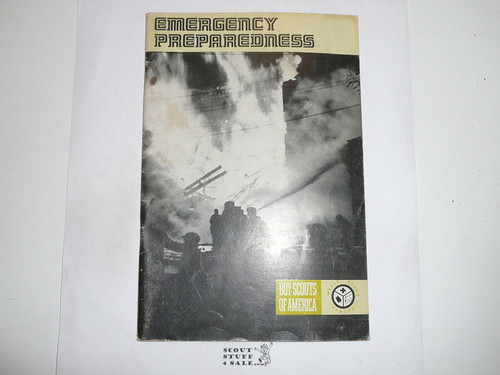 EMERGENCY
PREPAREDNESS
BOY SCOUTS
OF AMERICA
SCOUT
STUFF
4 SALE...